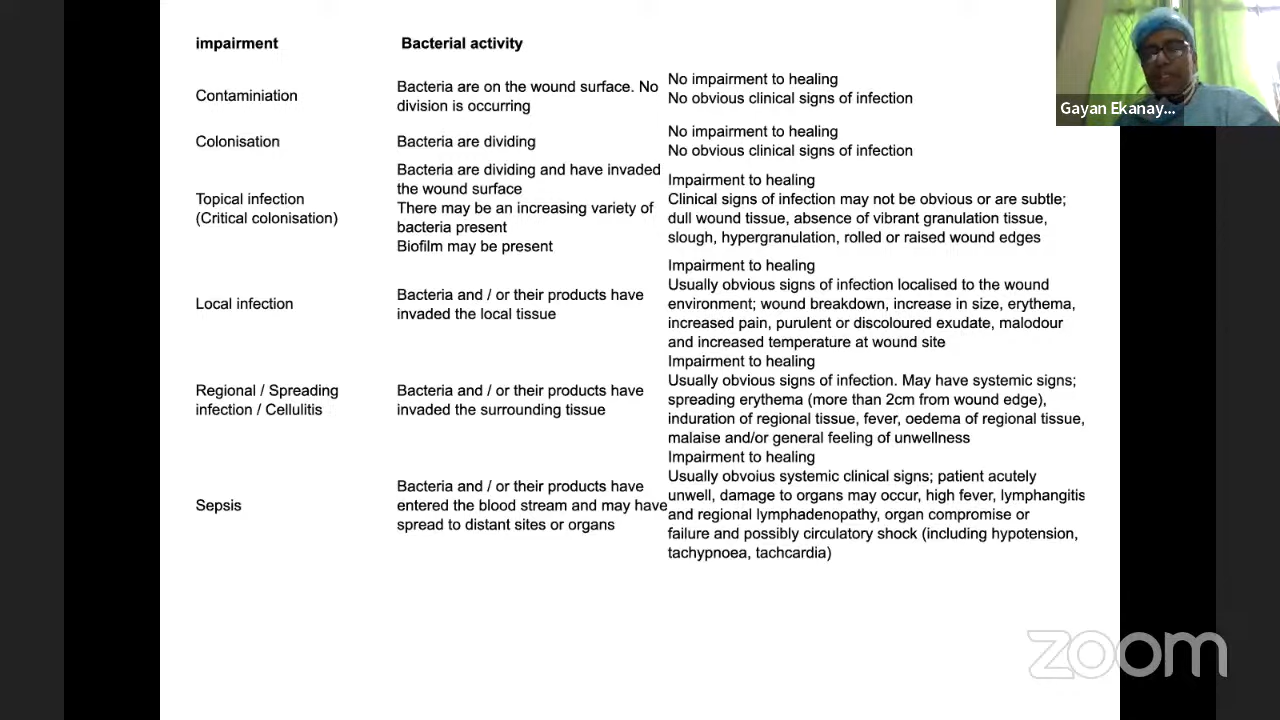 impairment
Bacterial activity
Contaminiation
Bacteria are on the wound surface. No
division is occurring
No impairment to healing
No obvious clinical signs of infection
Colonisation
Bacteria are dividing
No impairment to healing
No obvious clinical signs of infection
Topical infection
(Critical colonisation)
Bacteria are dividing and have invaded
the wound surface
There may be an increasing variety of
bacteria present
Biofilm may be present
Impairment to healing
Clinical signs of infection may not be obvious or are subtle;
dull wound tissue, absence of vibrant granulation tissue,
slough, hypergranulation, rolled or raised wound edges
Local infection
Bacteria and / or their products have
invaded the local tissue
Impairment to healing
Usually obvious signs of infection localised to the wound
environment; wound breakdown, increase in size, erythema,
increased pain, purulent or discoloured exudate, malodour
and increased temperature at wound site
Regional / Spreading
infection / Cellulitis
Bacteria and / or their products have
invaded the surrounding tissue
Impairment to healing
Usually obvious signs of infection. May have systemic signs;
spreading erythema (more than 2cm from wound edge),
induration of regional tissue, fever, oedema of regional tissue,
malaise and/or general feeling of unwellness
Sepsis
Bacteria and / or their products have
entered the blood stream and may have
spread to distant sites or organs
Impairment to healing
Usually obvoius systemic clinical signs; patient acutely
unwell, damage to organs may occur, high fever, lymphangitis
and regional lymphadenopathy, organ compromise or
failure and possibly circulatory shock (including hypotension,
tachypnoea, tachcardia)
Gayan Ekanay...
zoom